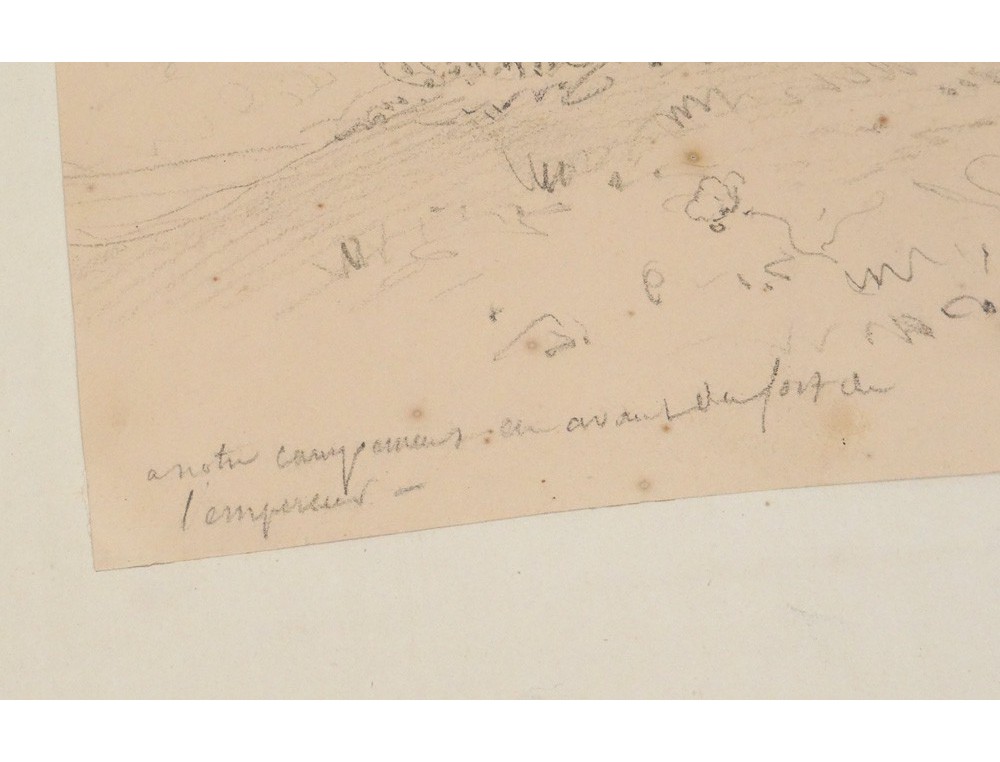 a notre campement en avant du fort de
l'empereur –